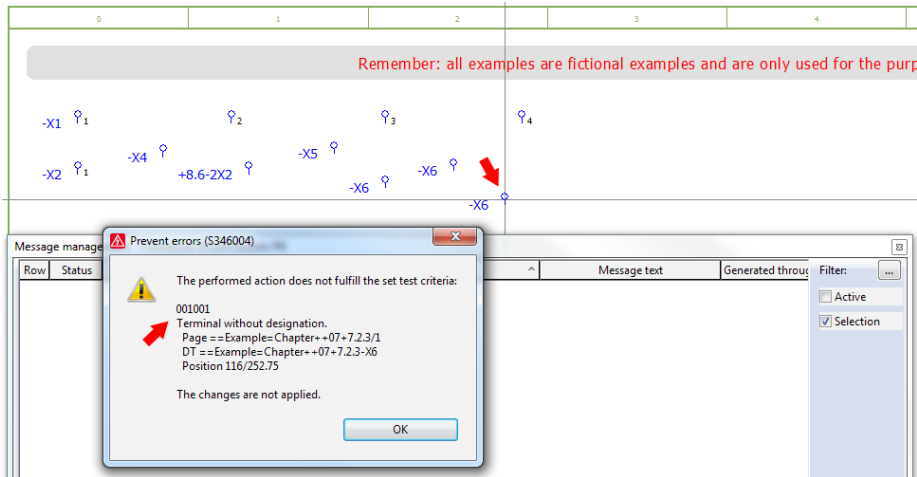 0 1 2 3 4
Remember: all examples are fictional examples and are only used for the purp
-X1 1 2 3 4
-X4 -X5
-X2 1 +8.6-2X2 -X6
-X6
-X6
Message manage
Prevent errors (S346004)
Row Status Message text Generated throug Filter: ...
The performed action does not fulfill the set test criteria:
Active
001001
Selection
Terminal without designation.
Page ==Example=Chapter++07+7.2.3/1
DT ==Example=Chapter++07+7.2.3-X6
Position 116/252.75
The changes are not applied.
OK